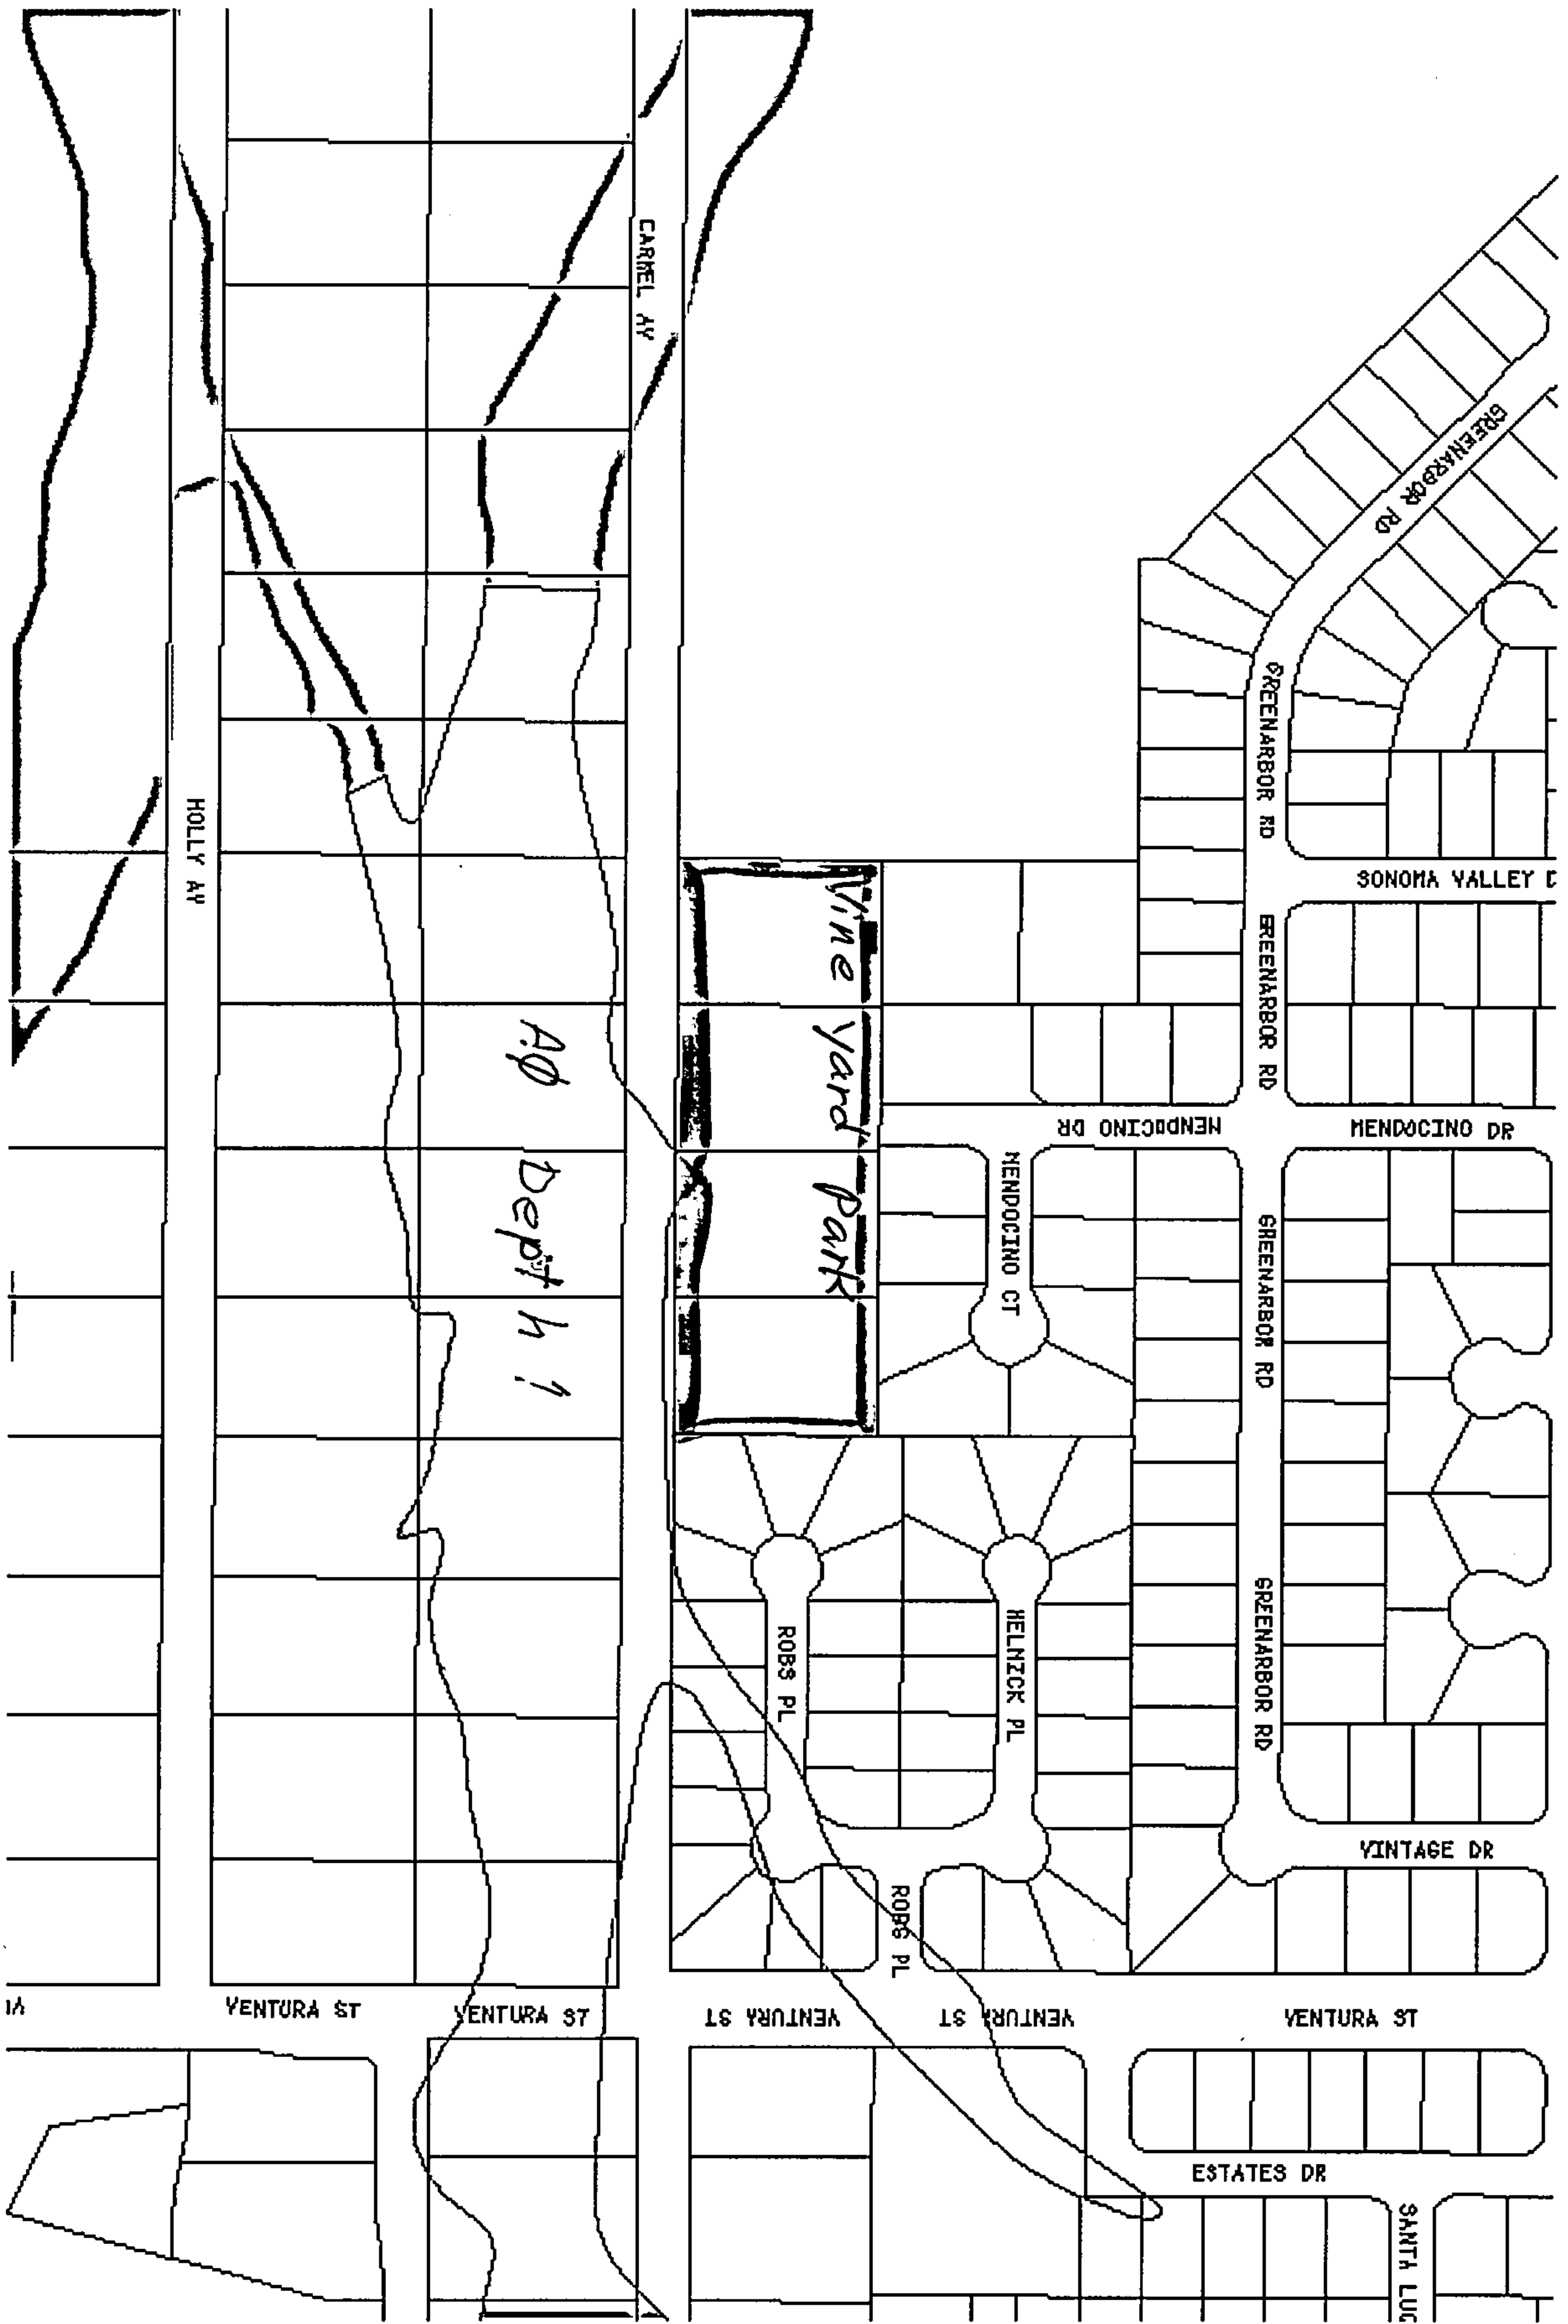 CARMEL AV
GREENARBOR RD
GREENARBOR RD
HOLLY AV
SONOMA VALLEY D
Vine yard Park
GREENARBOR RD
AØ Depth 1
MENDOCINO DR
MENDOCINO DR
MENDOCINO CT
GREENARBOR RD
ROBS PL
MELNICK PL
GREENARBOR RD
VINTAGE DR
ROBS PL
VENTURA ST
VENTURA ST
VENTURA ST
VENTURA ST
VENTURA ST
ESTATES DR
SANTA LUC